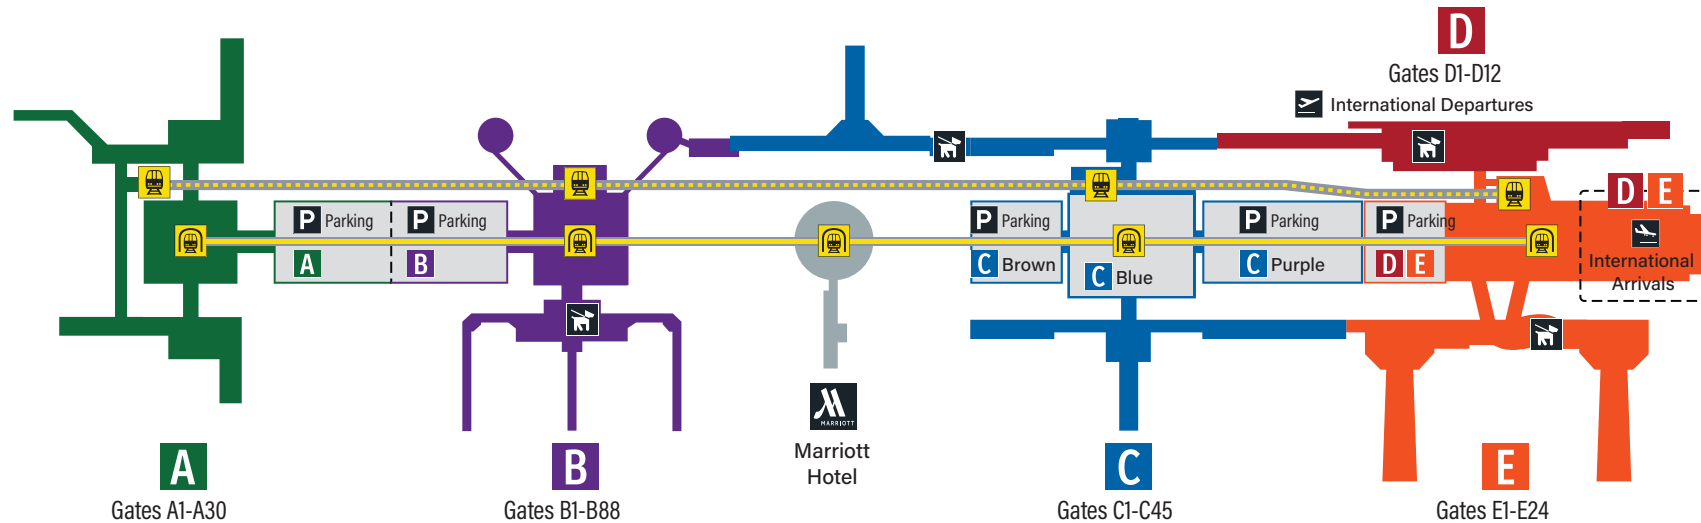 D
Gates D1-D12
International Departures
P Parking
A
P Parking
B
P Parking
C Brown
C Blue
P Parking
C Purple
P Parking
D E
D E
International
Arrivals
MARRIOTT
Marriott
Hotel
A
Gates A1-A30
B
Gates B1-B88
C
Gates C1-C45
E
Gates E1-E24